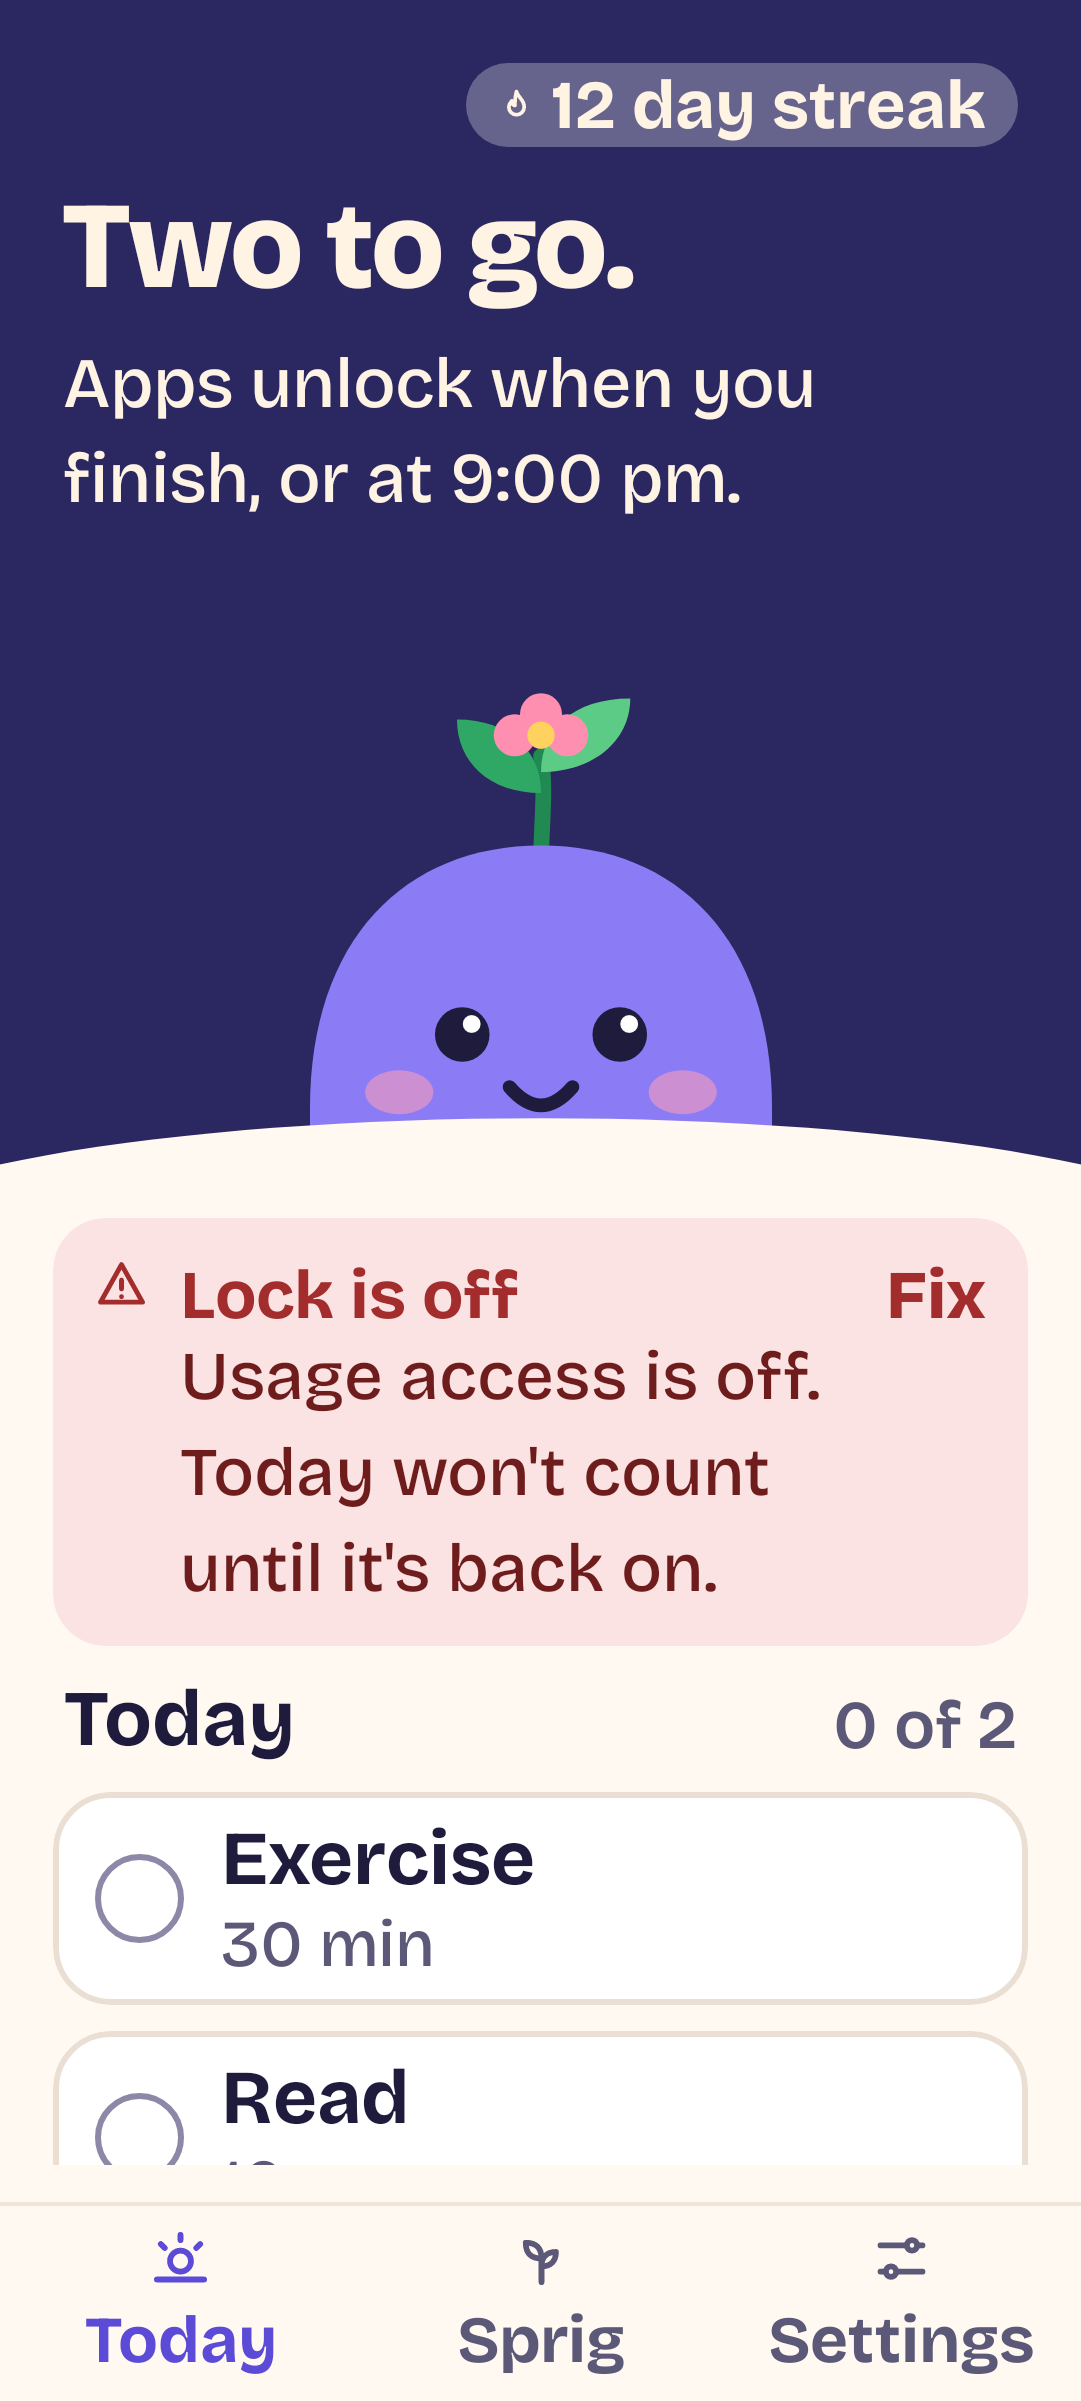 12 day streak
Two to go.
Apps unlock when you
finish, or at 9:00 pm.
Lock is off
Fix
Usage access is off.
Today won't count
until it's back on.
Today
0 of 2
Exercise
30 min
Read
Today
Sprig
Settings